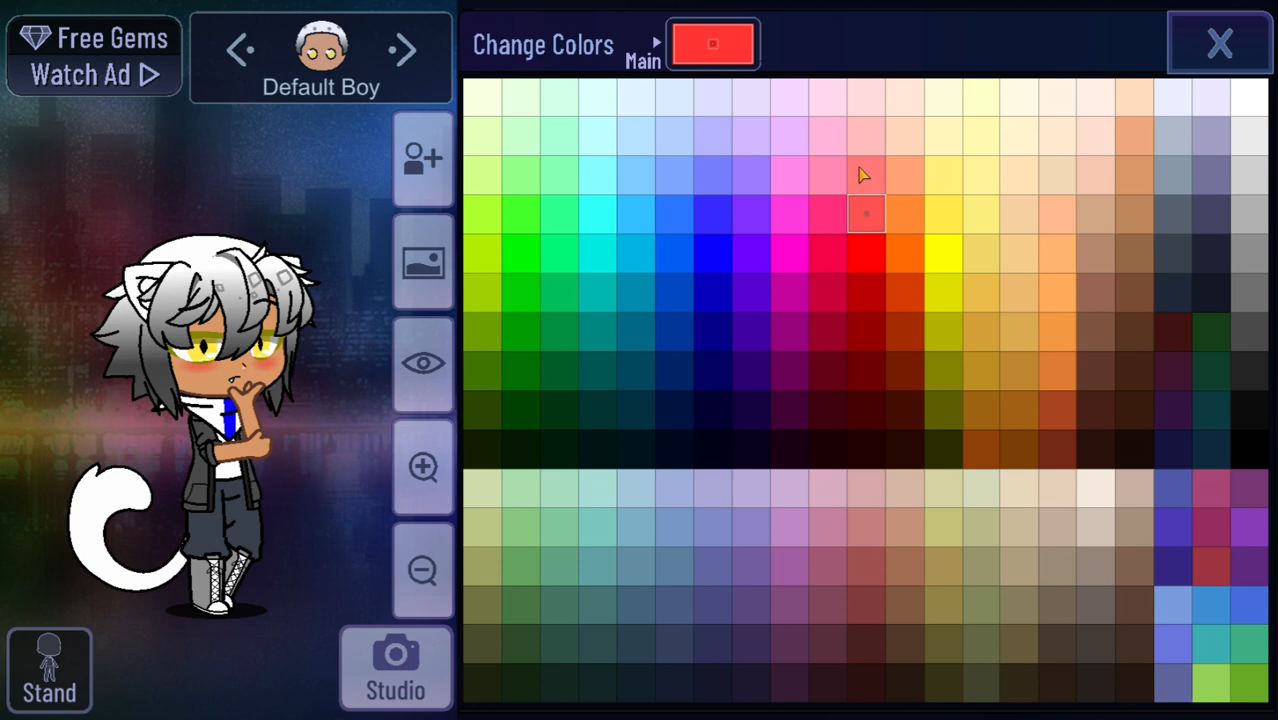 Free Gems
Watch Ad
Default Boy
Change Colors
Main
X
Stand
Studio